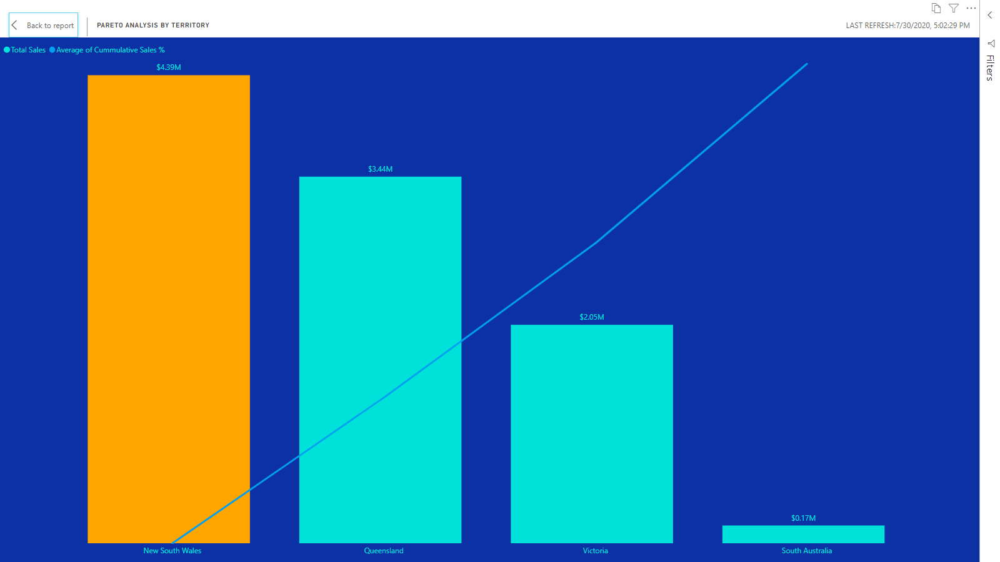 Back to report
PARETO ANALYSIS BY TERRITORY
LAST REFRESH:7/30/2020, 5:02:29 PM
Filters
Total Sales
Average of Cummulative Sales %
$4.39M
$3.44M
$2.05M
$0.17M
New South Wales
Queensland
Victoria
South Australia